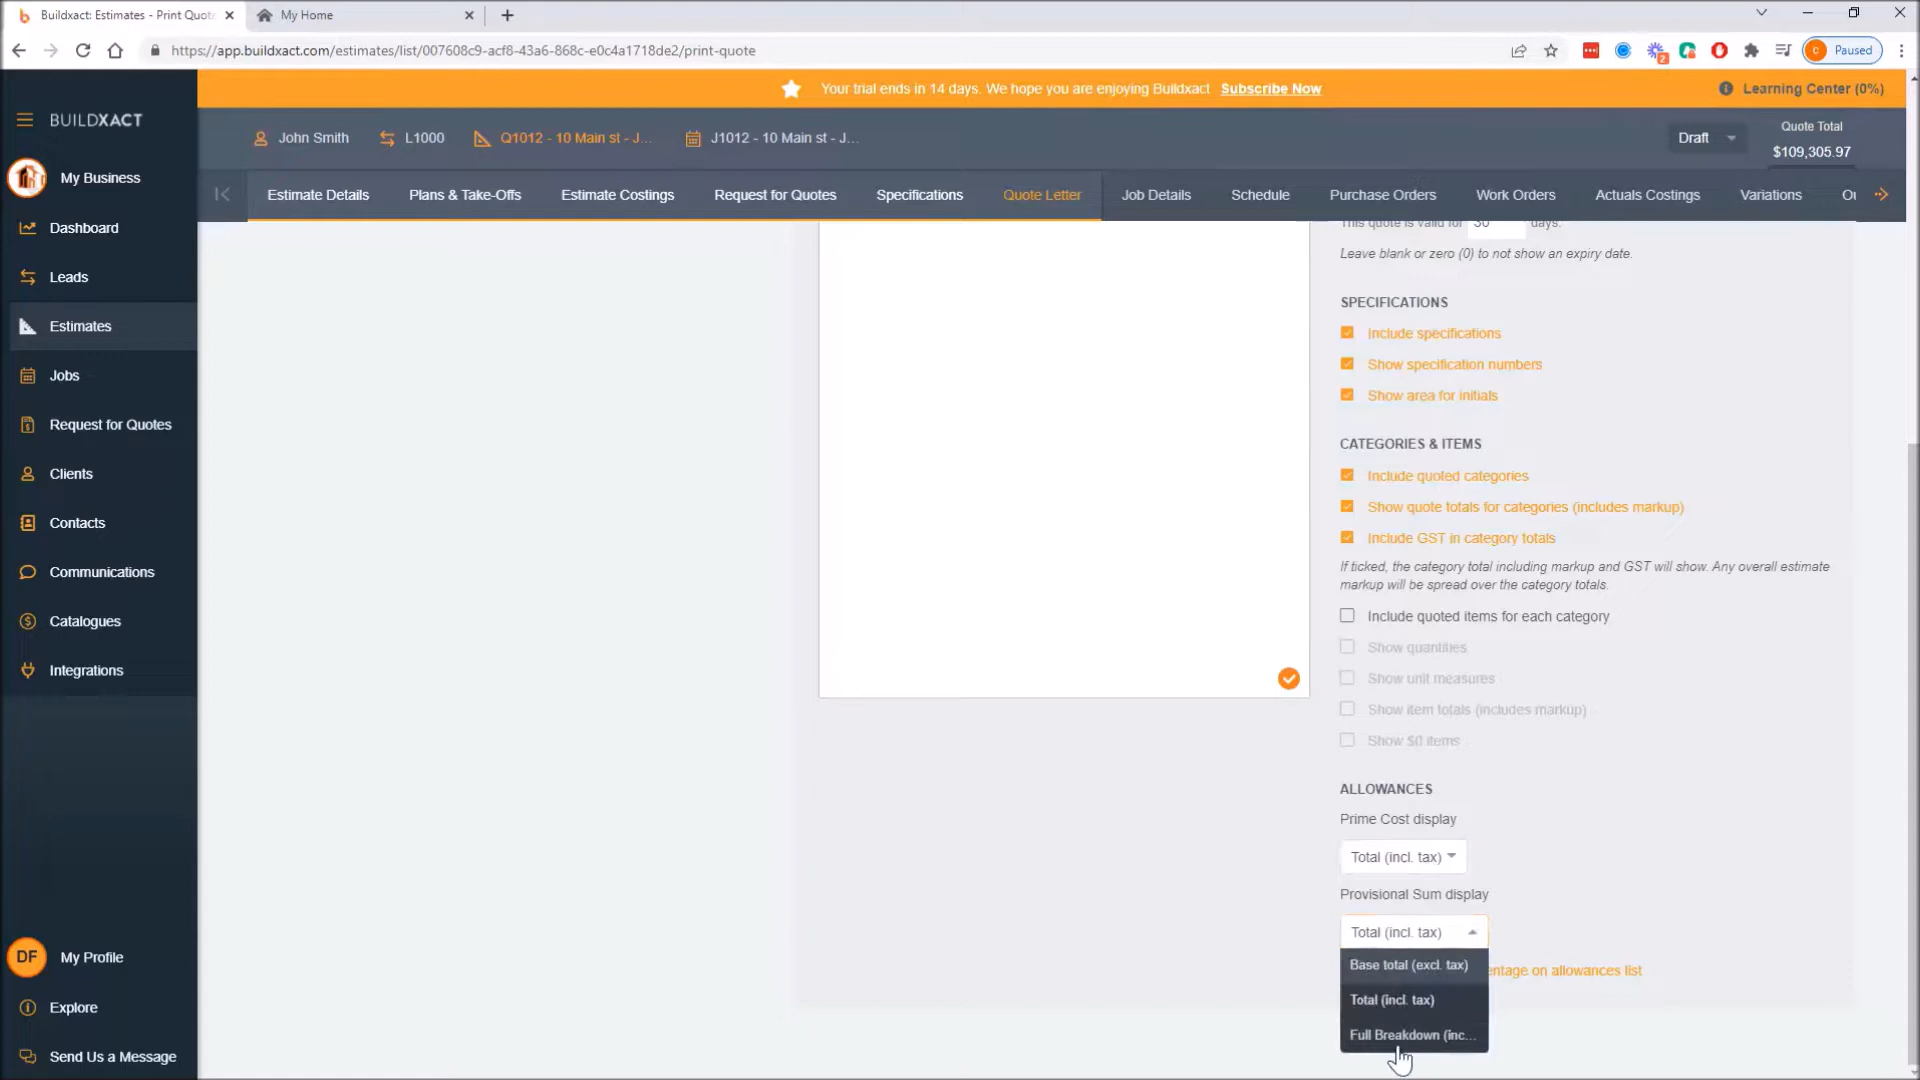 Buildxact: Estimates - Print Quot
My Home
https://app.buildxact.com/estimates/list/007608c9-acf8-43a6-868c-e0c4a1718de2/print-quote
2
C Paused
Your trial ends in 14 days. We hope you are enjoying Buildxact Subscribe Now
Learning Center (0%)
BUILDXACT
John Smith
L1000
Q1012 - 10 Main st - J...
J1012 - 10 Main st - J...
Draft
Quote Total
$109,305.97
My Business
Dashboard
Leads
Estimates
Jobs
Request for Quotes
Clients
Contacts
Communications
Catalogues
Integrations
DF My Profile
Explore
Send Us a Message
Estimate Details
Plans & Take-Offs
Estimate Costings
Request for Quotes
Specifications
Quote Letter
Job Details
Schedule
Purchase Orders
Work Orders
Actuals Costings
Variations
This quote is valid for 30 days.
Leave blank or zero (0) to not show an expiry date.
SPECIFICATIONS
Include specifications
Show specification numbers
Show area for initials
CATEGORIES & ITEMS
Include quoted categories
Show quote totals for categories (includes markup)
Include GST in category totals
If ticked, the category total including markup and GST will show. Any overall estimate
markup will be spread over the category totals.
Include quoted items for each category
Show quantities
Show unit measures
Show item totals (includes markup)
Show $0 items
ALLOWANCES
Prime Cost display
Total (incl. tax)
Provisional Sum display
Total (incl. tax)
Base total (excl. tax)
entage on allowances list
Total (incl. tax)
Full Breakdown (inc...